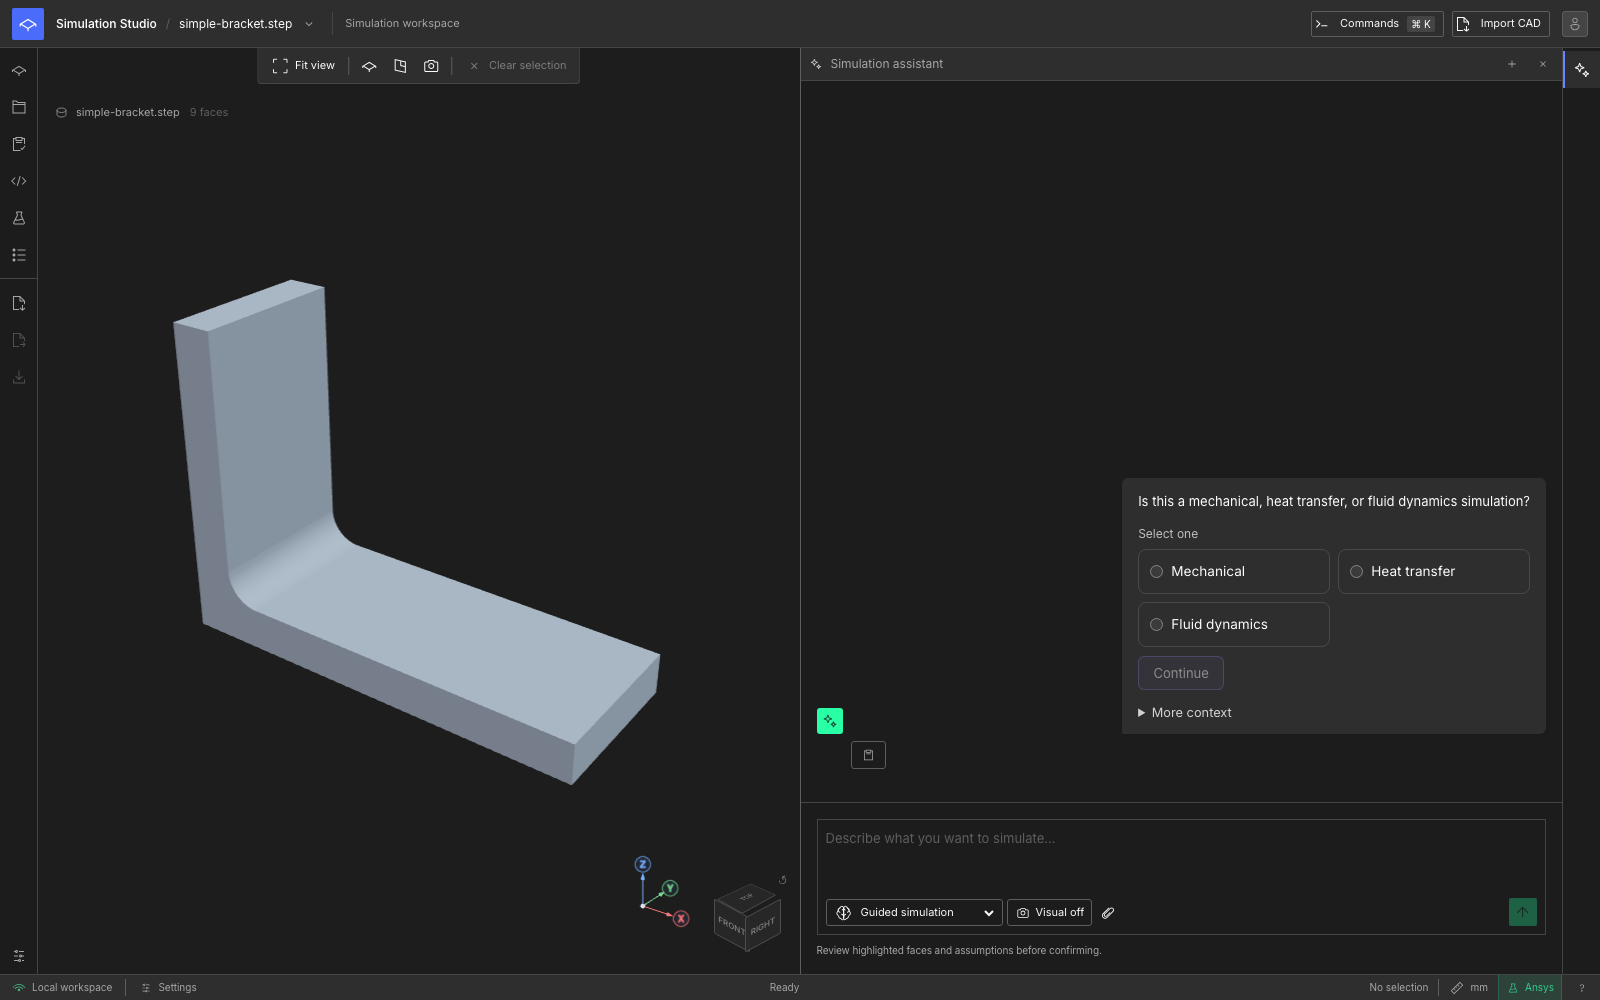 Simulation Studio / simple-bracket.step
Simulation workspace
Commands ⌘ K
Import CAD
Fit view
Clear selection
simple-bracket.step 9 faces
Z
Y
X
TOP
FRONT
RIGHT
Simulation assistant
Is this a mechanical, heat transfer, or fluid dynamics simulation?
Select one
Mechanical
Heat transfer
Fluid dynamics
Continue
More context
Describe what you want to simulate...
Guided simulation
Visual off
Review highlighted faces and assumptions before confirming.
Local workspace
Settings
Ready
No selection
mm
Ansys
?